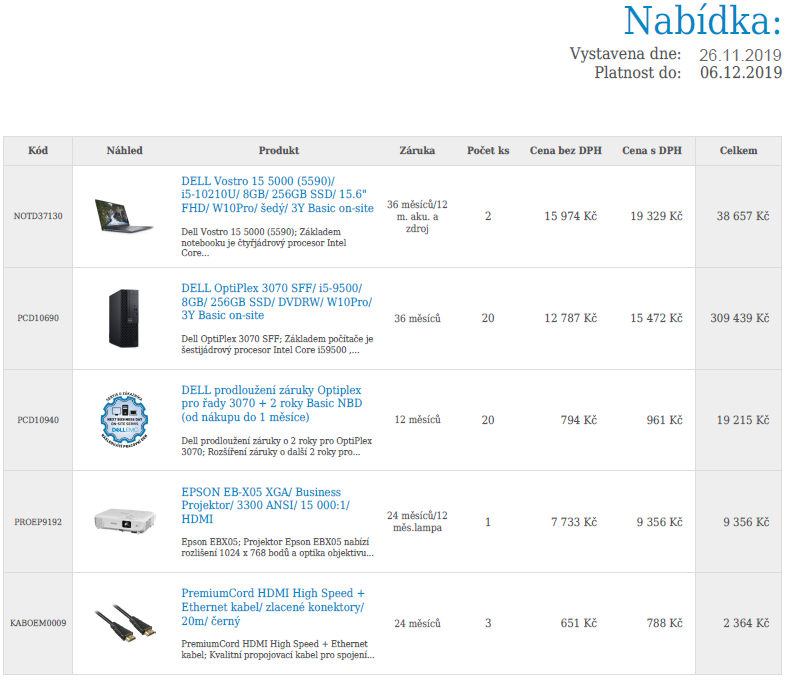 Nabídka:
Vystavena dne: 26.11.2019
Platnost do: 06.12.2019
Kód Náhled Produkt Záruka Počet ks Cena bez DPH Cena s DPH Celkem
DELL Vostro 15 5000 (5590)/
i5-10210U/ 8GB/ 256GB SSD/ 15.6"
FHD/ W10Pro/ šedý/ 3Y Basic on-site
Dell Vostro 15 5000 (5590); Základem
notebooku je čtyřjádrový procesor Intel
Core...
NOTD37130 36 měsíců/12
m. aku. a
zdroj
2 15 974 Kč 19 329 Kč 38 657 Kč
DELL OptiPlex 3070 SFF/ i5-9500/
8GB/ 256GB SSD/ DVDRW/ W10Pro/
3Y Basic on-site
Dell OptiPlex 3070 SFF; Základem počítače je
šestijádrový procesor Intel Core i59500 ,...
PCD10690 36 měsíců 20 12 787 Kč 15 472 Kč 309 439 Kč
DELL prodloužení záruky Optiplex
pro řady 3070 + 2 roky Basic NBD
(od nákupu do 1 měsíce)
Dell prodloužení záruky o 2 roky pro OptiPlex
3070; Rozšíření záruky o další 2 roky pro...
NEXT BUSINESS DAY
ON-SITE SERVIS
DELLEMC
PCD10940 12 měsíců 20 794 Kč 961 Kč 19 215 Kč
EPSON EB-X05 XGA/ Business
Projektor/ 3300 ANSI/ 15 000:1/
HDMI
Epson EBX05; Projektor Epson EBX05 nabízí
rozlišení 1024 x 768 bodů a optika objektivu...
PROEP9192 24 měsíců/12
měs.lampa
1 7 733 Kč 9 356 Kč 9 356 Kč
PremiumCord HDMI High Speed +
Ethernet kabel/ zlacené konektory/
20m/ černý
PremiumCord HDMI High Speed + Ethernet
kabel; Kvalitní propojovací kabel pro spojení...
KABOEM0009 24 měsíců 3 651 Kč 788 Kč 2 364 Kč